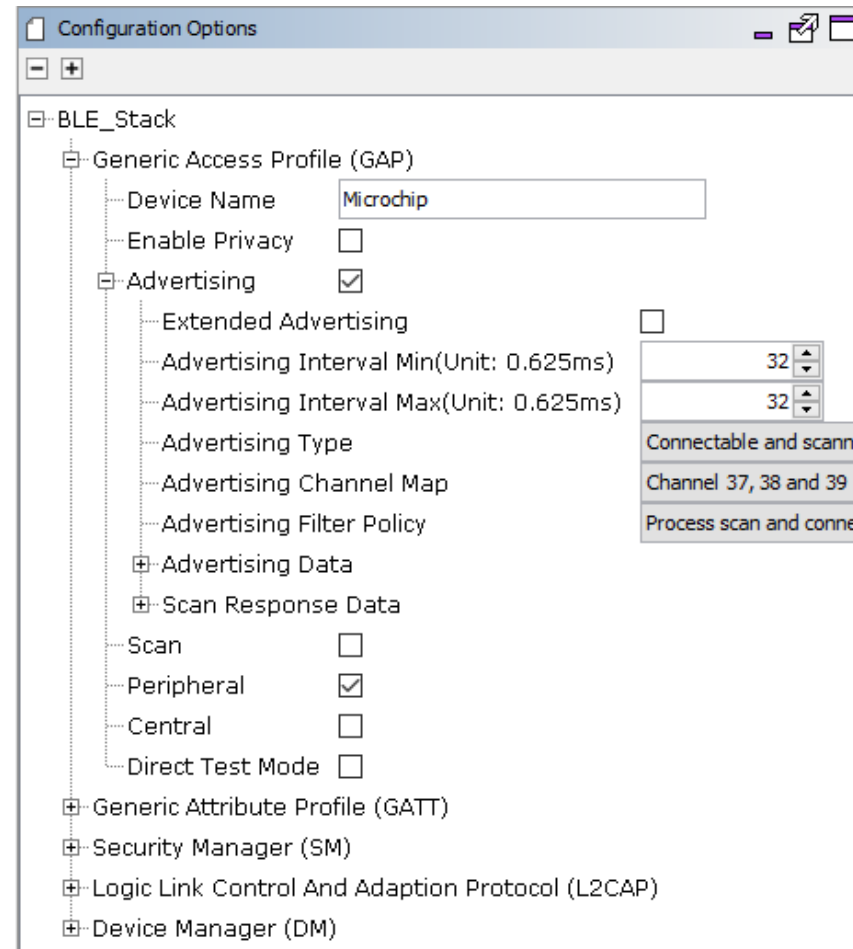 Configuration Options
BLE_Stack
Generic Access Profile (GAP)
Device Name Microchip
Enable Privacy
Advertising
Extended Advertising
Advertising Interval Min(Unit: 0.625ms) 32
Advertising Interval Max(Unit: 0.625ms) 32
Advertising Type Connectable and scann
Advertising Channel Map Channel 37, 38 and 39
Advertising Filter Policy Process scan and conne
Advertising Data
Scan Response Data
Scan
Peripheral
Central
Direct Test Mode
Generic Attribute Profile (GATT)
Security Manager (SM)
Logic Link Control And Adaption Protocol (L2CAP)
Device Manager (DM)